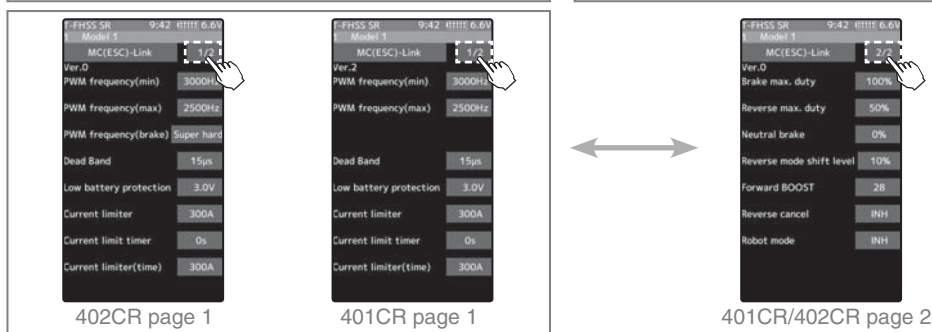 T-FHSS SR 9:42 6.6V
1 Model 1
MC(ESC)-Link 1/2
Ver.0
PWM frequency(min) 3000Hz
PWM frequency(max) 2500Hz
PWM frequency(brake) Super hard
Dead Band 15μs
Low battery protection 3.0V
Current limiter 300A
Current limit timer 0s
Current limiter(time) 300A
402CR page 1
T-FHSS SR 9:42 6.6V
1 Model 1
MC(ESC)-Link 1/2
Ver.2
PWM frequency(min) 3000Hz
PWM frequency(max) 2500Hz
Dead Band 15μs
Low battery protection 3.0V
Current limiter 300A
Current limit timer 0s
Current limiter(time) 300A
401CR page 1
T-FHSS SR 9:42 6.6V
1 Model 1
MC(ESC)-Link 2/2
Ver.0
Brake max. duty 100%
Reverse max. duty 50%
Neutral brake 0%
Reverse mode shift level 10%
Forward BOOST 28
Reverse cancel INH
Robot mode INH
401CR/402CR page 2